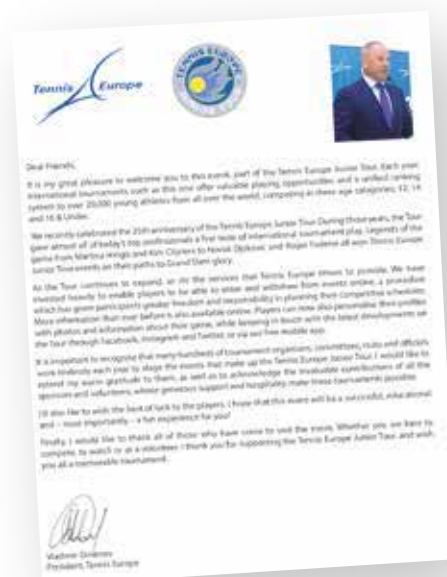 Tennis Europe
TENNIS EUROPE
Dear Friends,
It is my great pleasure to welcome you to this event, part of the Tennis Europe Junior Tour. Each year,
international tournaments such as this one offer valuable playing opportunities and a unified ranking
system to over 20,000 young athletes from all over the world, competing in three age categories; 12, 14
and 16 & Under.
We recently celebrated the 25th anniversary of the Tennis Europe Junior Tour. During those years, the Tour
gave almost all of today's top professionals a first taste of international tournament play. Legends of the
game from Martina Hingis and Kim Clijsters to Novak Djokovic and Roger Federer all won Tennis Europe
Junior Tour events on their paths to Grand Slam glory.
As the Tour continues to expand, so do the services that Tennis Europe strives to provide. We have
invested heavily to enable players to be able to enter and withdraw from events online, a procedure
which has given participants greater freedom and responsibility in planning their competitive schedules.
More information than ever before is also available online. Players can now also personalise their profiles
with photos and information about their game, while keeping in touch with the latest developments on
the Tour through Facebook, Instagram and Twitter, or via our free mobile app.
It is important to recognise that many hundreds of tournament organisers, committees, clubs and officials
work tirelessly each year to stage the events that make up the Tennis Europe Junior Tour. I would like to
extend my warm gratitude to them, as well as to acknowledge the invaluable contributions of all the
sponsors and volunteers, whose generous support and hospitality make these tournaments possible.
I'd also like to wish the best of luck to the players. I hope that this event will be a successful, educational
and – most importantly – a fun experience for you!
Finally, I would like to thank all of those who have come to visit the event. Whether you are here to
compete, to watch or as a volunteer, I thank you for supporting the Tennis Europe Junior Tour, and wish
you all a memorable tournament!
Vladimir Dmitriev
President, Tennis Europe